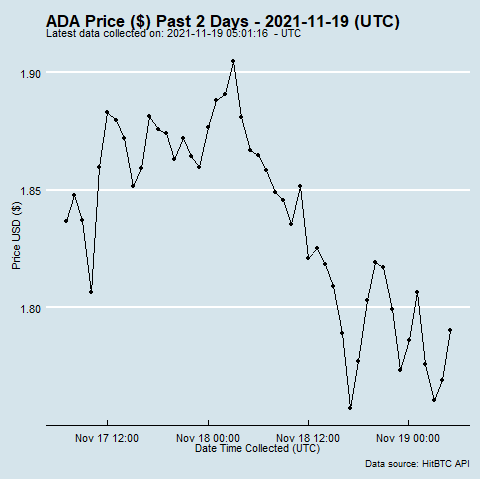 ADA Price ($) Past 2 Days - 2021-11-19 (UTC)
Latest data collected on: 2021-11-19 05:01:16  - UTC
1.90
1.85
1.80
Price USD ($)
Nov 17 12:00 Nov 18 00:00 Nov 18 12:00 Nov 19 00:00
Date Time Collected (UTC)
Data source: HitBTC API